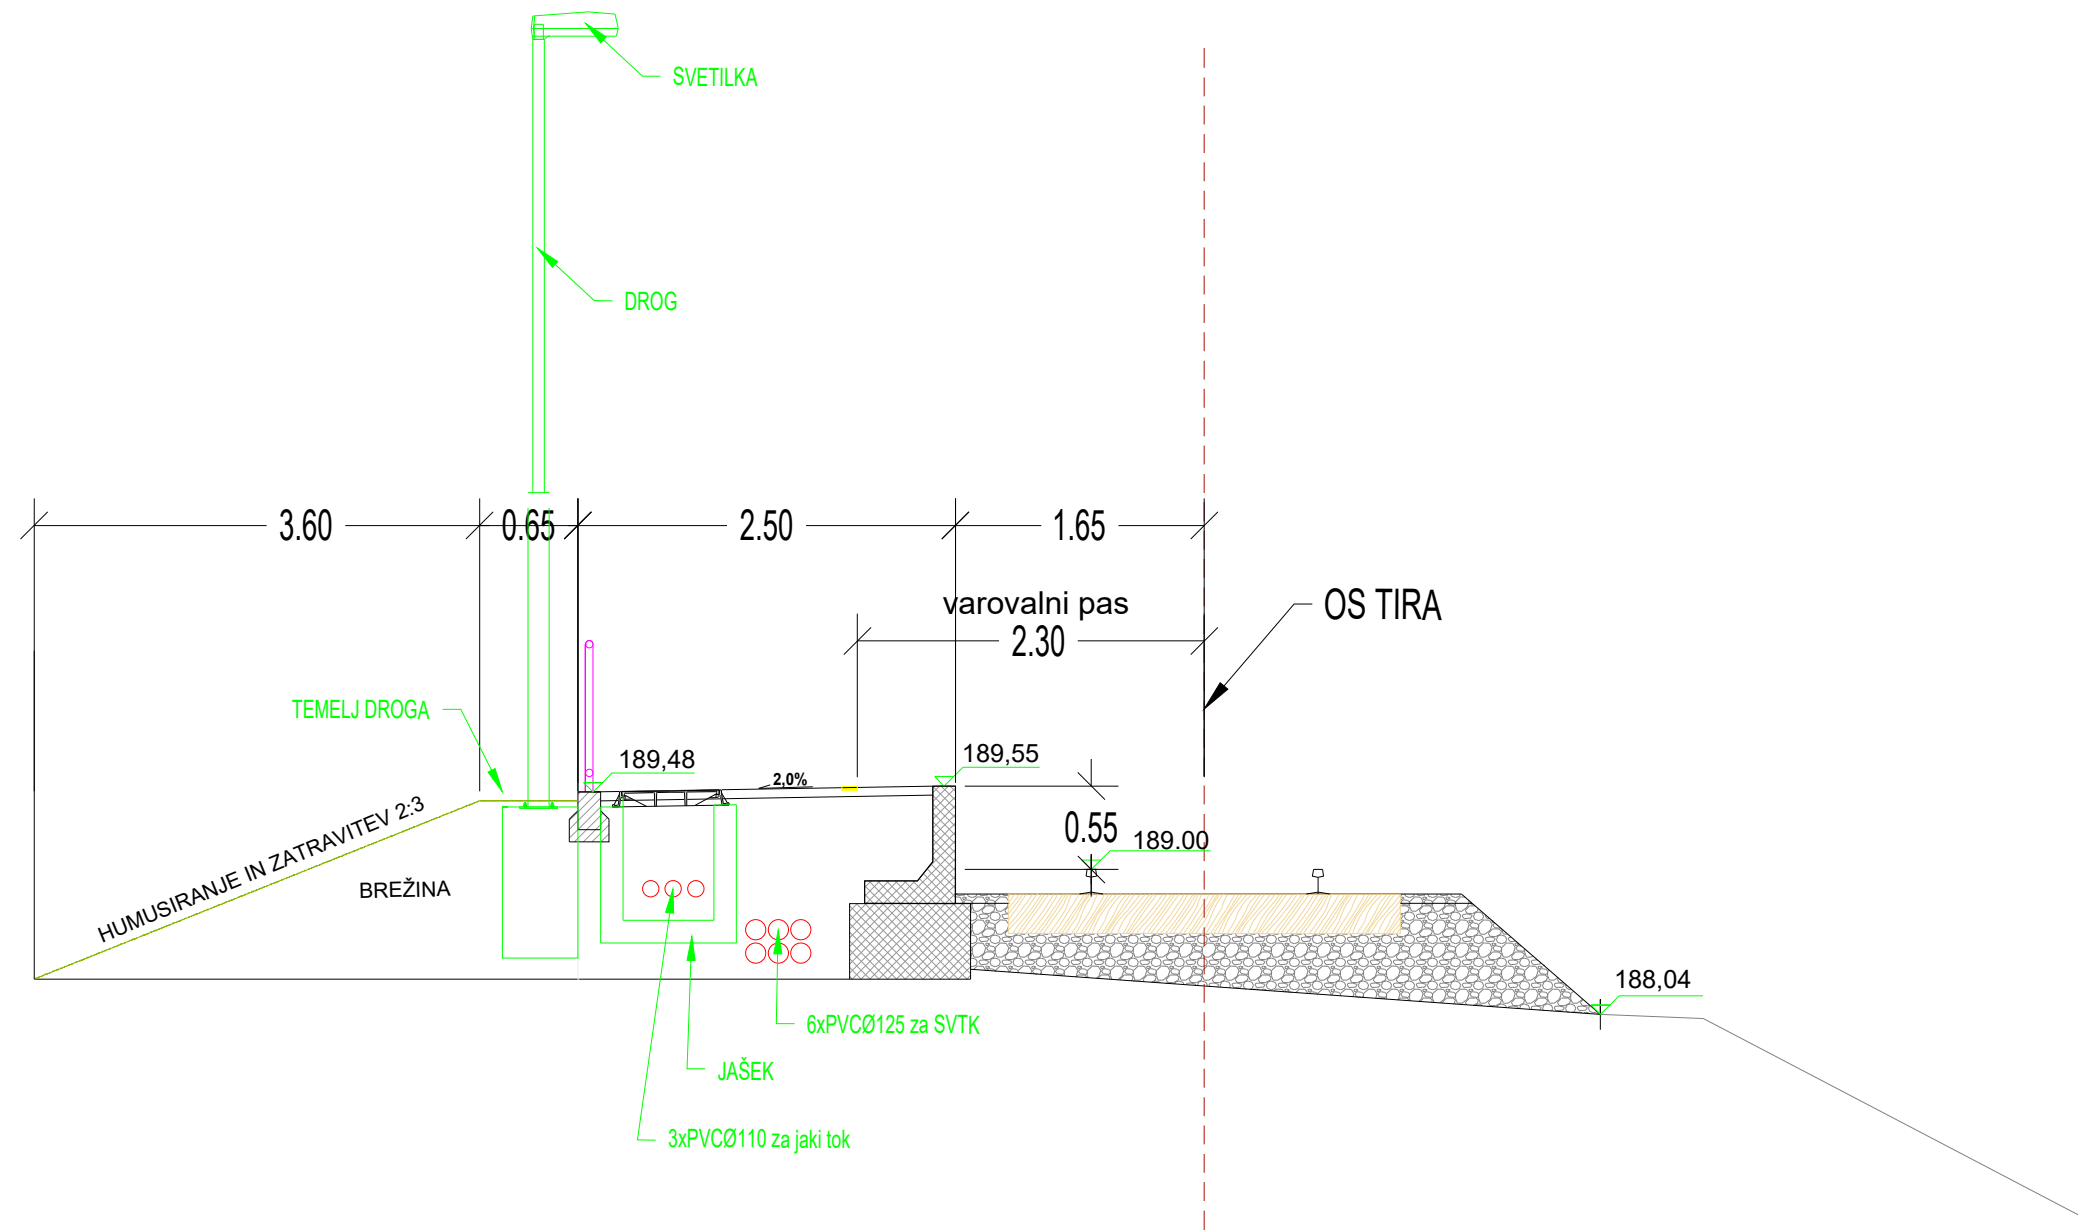 SVETILKA
DROG
3.60
0.65
2.50
1.65
varovalni pas
2.30
OS TIRA
TEMELJ DROGA
189,48
2,0%
189,55
0.55
189.00
HUMUSIRANJE IN ZATRAVITEV 2:3
BREŽINA
188,04
6xPVCØ125 za SVTK
JAŠEK
3xPVCØ110 za jaki tok